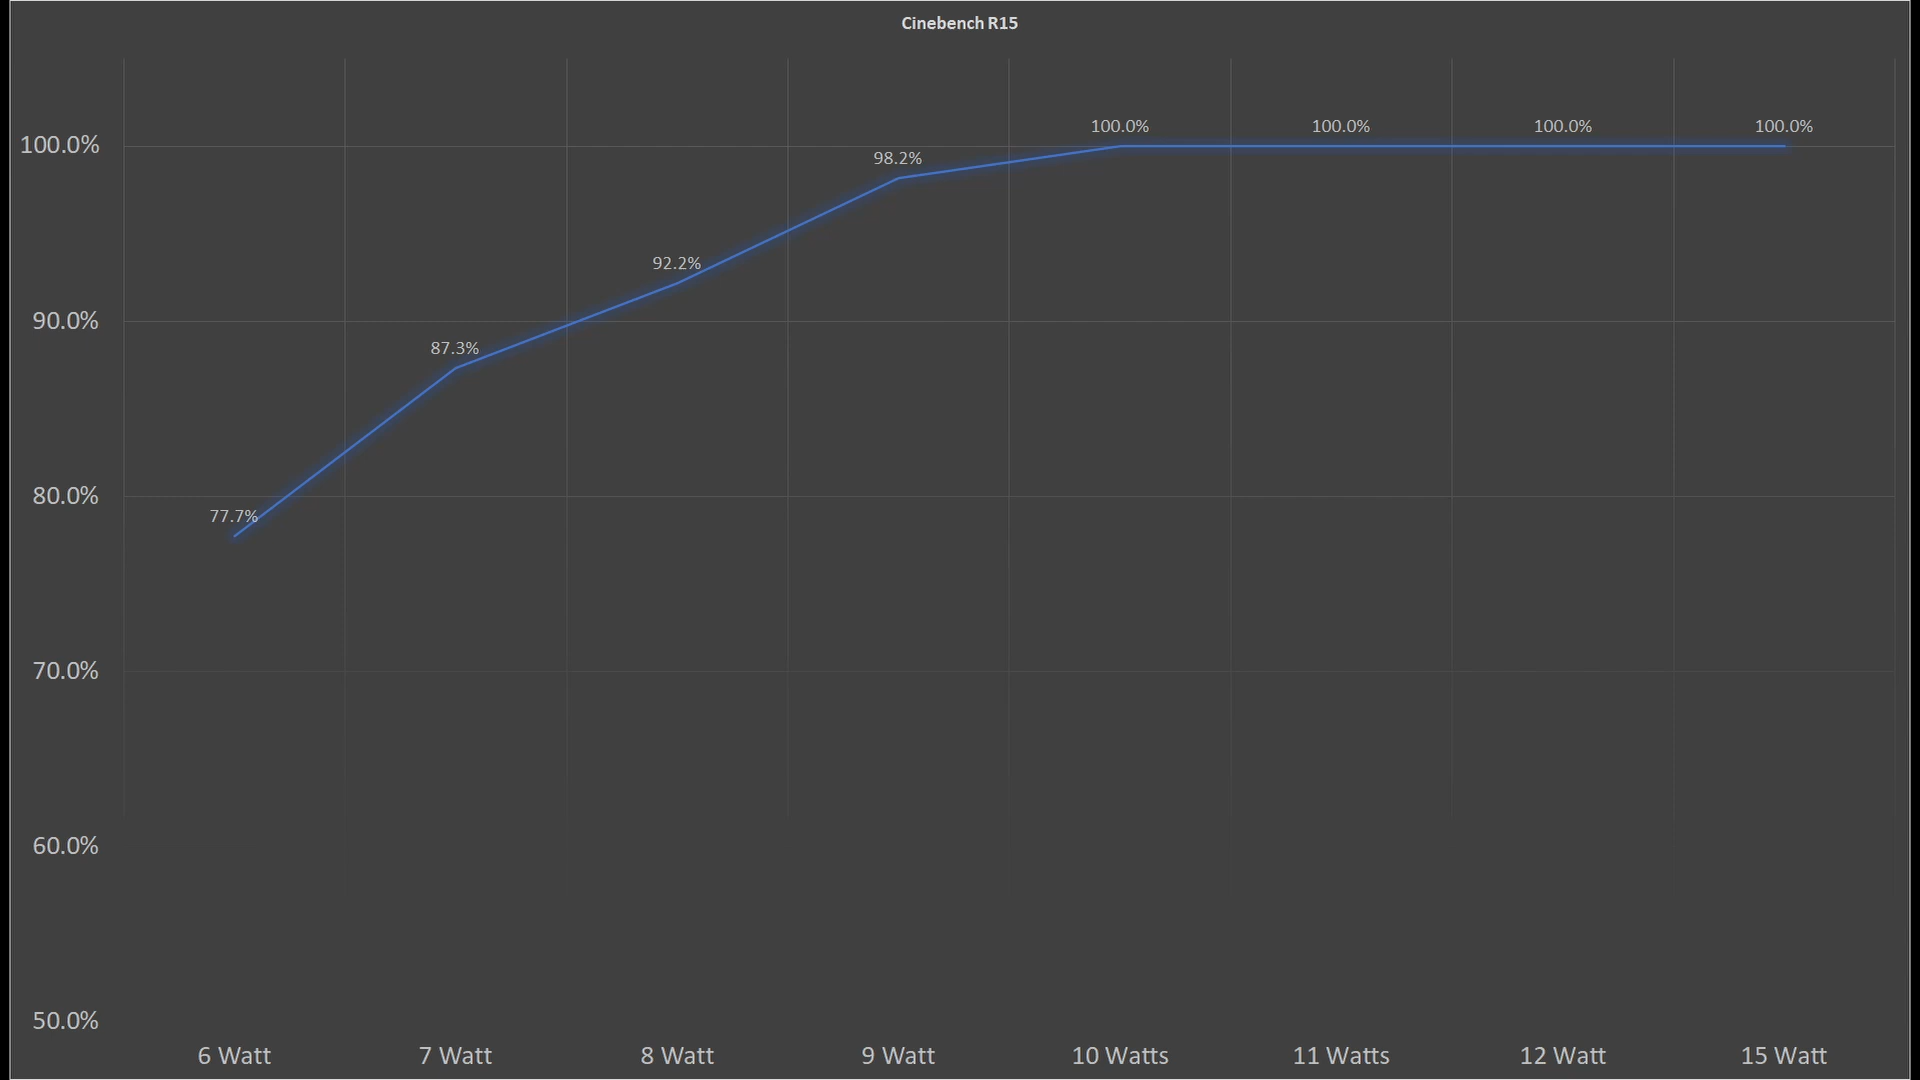 Cinebench R15
100.0%
90.0%
80.0%
70.0%
60.0%
50.0%
77.7%
87.3%
92.2%
98.2%
100.0%
100.0%
100.0%
100.0%
6 Watt
7 Watt
8 Watt
9 Watt
10 Watts
11 Watts
12 Watt
15 Watt